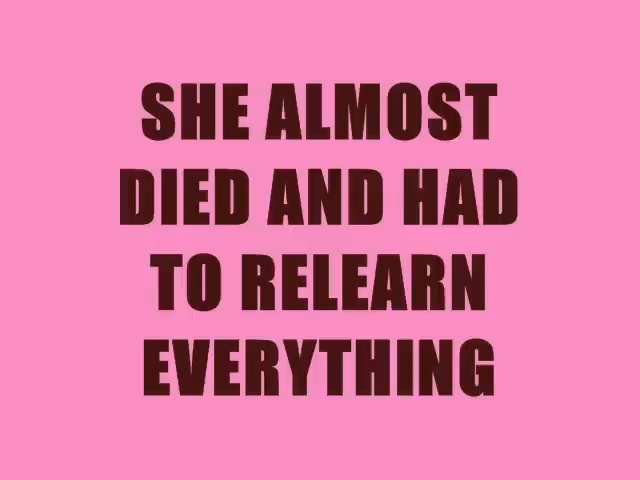 SHE ALMOST
DIED AND HAD
TO RELEARN
EVERYTHING